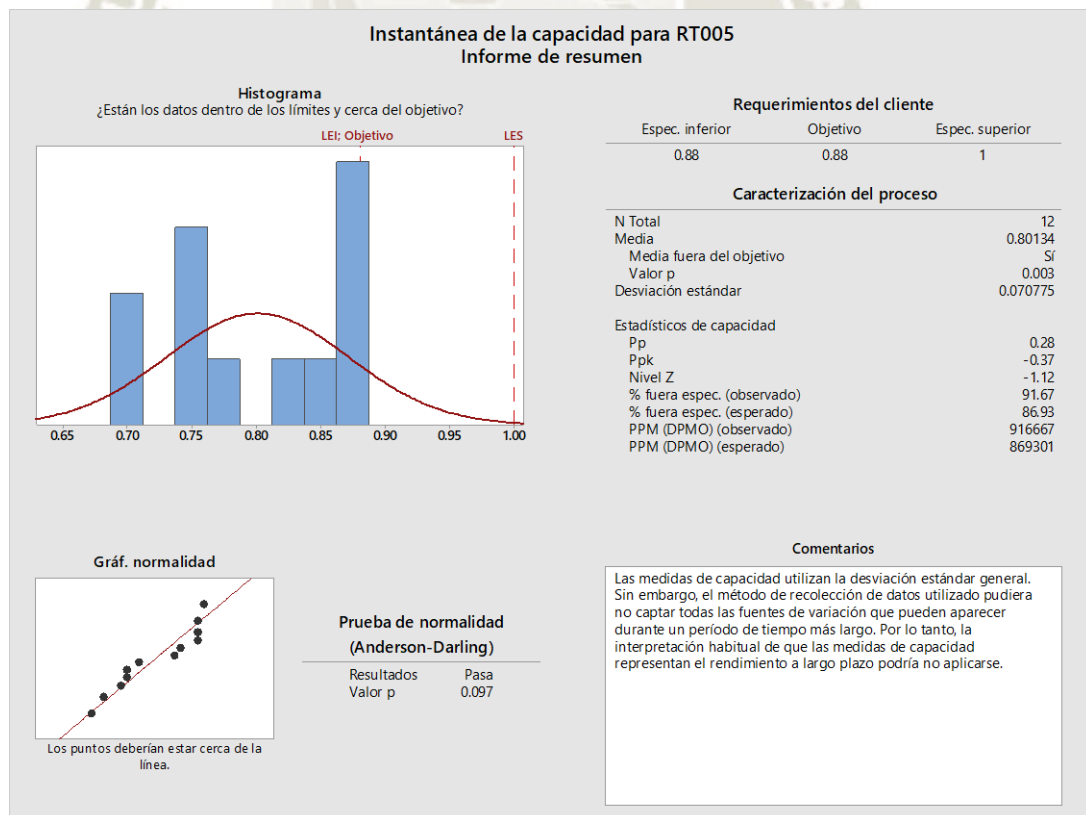 Instantánea de la capacidad para RT005
Informe de resumen
Histograma
¿Están los datos dentro de los límites y cerca del objetivo?
LEI; Objetivo LES
0.65 0.70 0.75 0.80 0.85 0.90 0.95 1.00
Requerimientos del cliente
Espec. inferior Objetivo Espec. superior
0.88 0.88 1
Caracterización del proceso
N Total 12
Media 0.80134
Media fuera del objetivo Sí
Valor p 0.003
Desviación estándar 0.070775
Estadísticos de capacidad
Pp 0.28
Ppk -0.37
Nivel Z -1.12
% fuera espec. (observado) 91.67
% fuera espec. (esperado) 86.93
PPM (DPMO) (observado) 916667
PPM (DPMO) (esperado) 869301
Gráf. normalidad
Los puntos deberían estar cerca de la
línea.
Prueba de normalidad
(Anderson-Darling)
Resultados Pasa
Valor p 0.097
Comentarios
Las medidas de capacidad utilizan la desviación estándar general.
Sin embargo, el método de recolección de datos utilizado pudiera
no captar todas las fuentes de variación que pueden aparecer
durante un período de tiempo más largo. Por lo tanto, la
interpretación habitual de que las medidas de capacidad
representan el rendimiento a largo plazo podría no aplicarse.